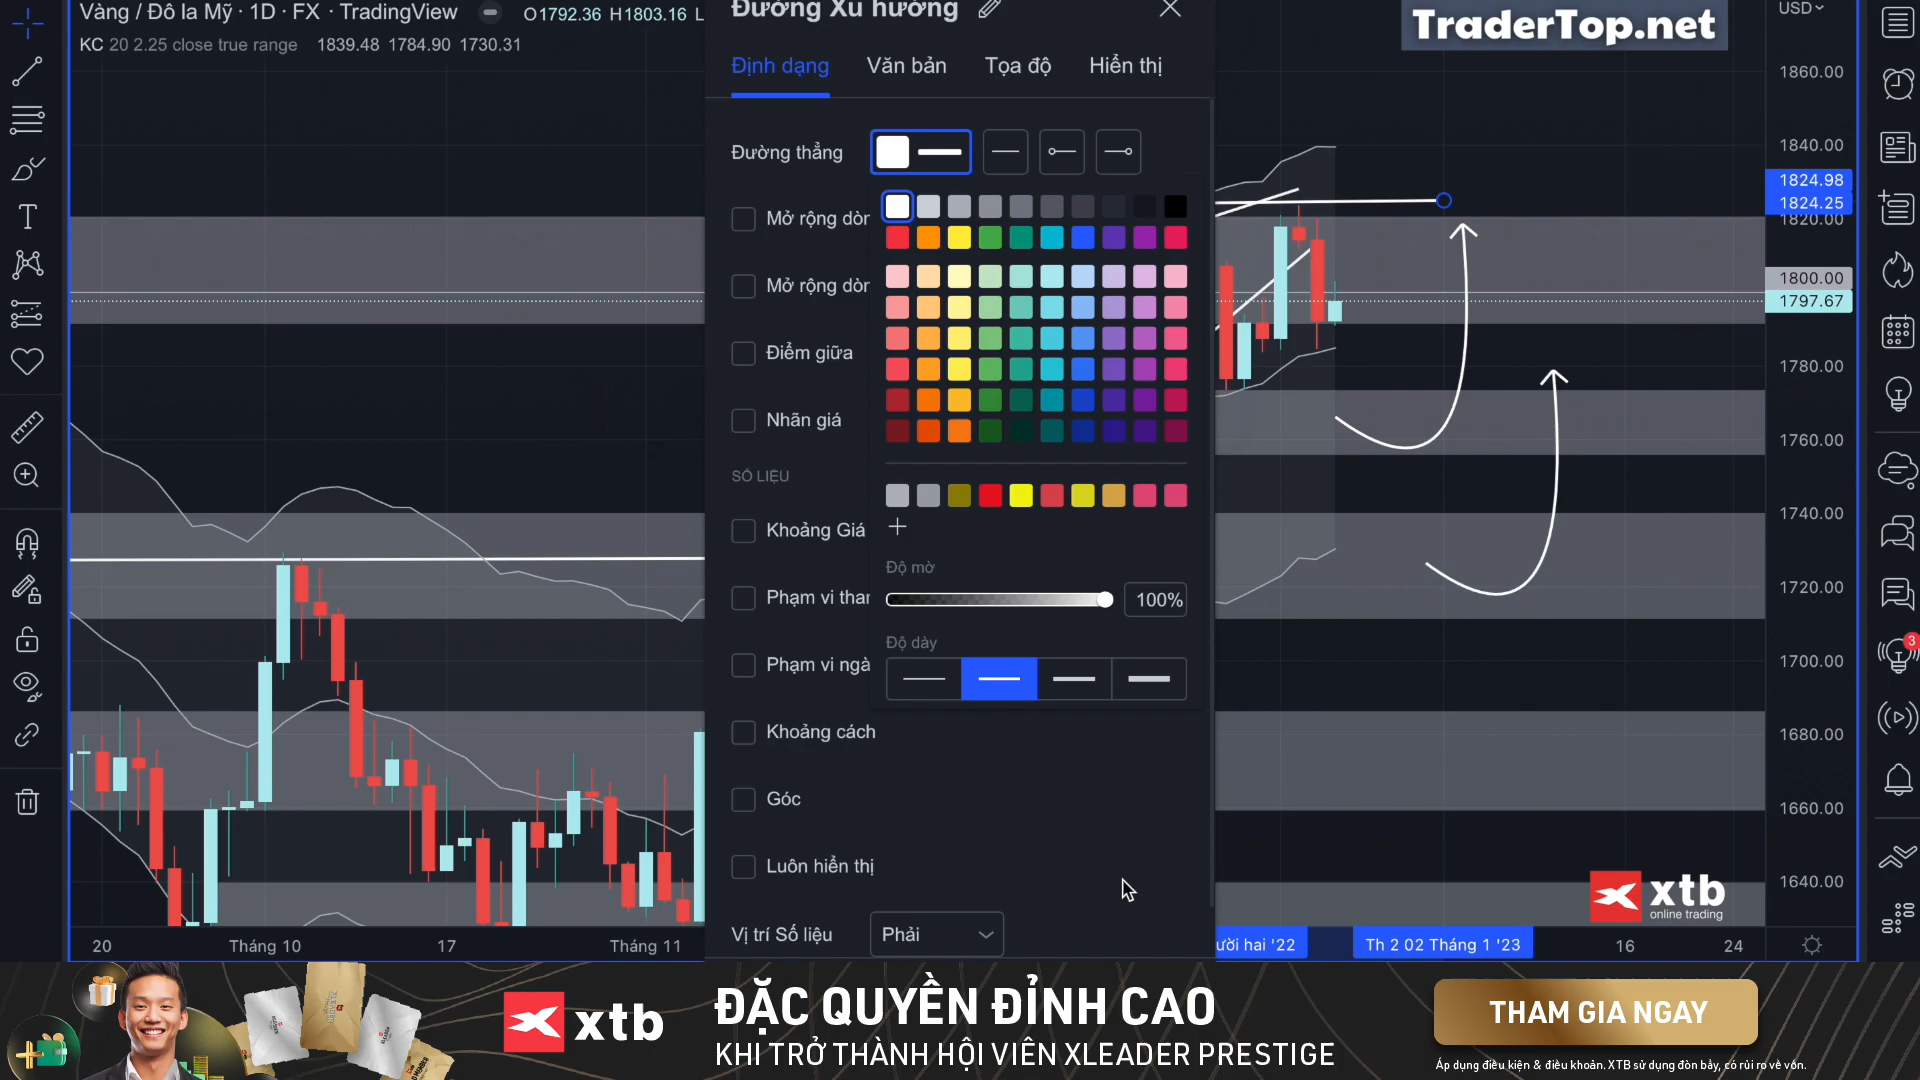 Vàng / Đô la Mỹ · 1D · FX · TradingView
O1792.36 H1803.16 L
KC 20 2.25 close true range 1839.48 1784.90 1730.31
Đường Xu hướng
Định dạng Văn bản Tọa độ Hiển thị
Đường thẳng
Mở rộng dòn
Mở rộng dòn
Điểm giữa
Nhãn giá
SỐ LIỆU
Khoảng Giá
Phạm vi than
Phạm vi ngà
Khoảng cách
Góc
Luôn hiển thị
Vị trí Số liệu
Phải
Độ mờ
100%
Độ dày
TraderTop.net
USD
1860.00
1840.00
1824.98
1824.25
1820.00
1800.00
1797.67
1780.00
1760.00
1740.00
1720.00
1700.00
1680.00
1660.00
1640.00
3
xtb
online trading
20 Tháng 10 17 Tháng 11
ười hai '22 Th 2 02 Tháng 1 '23 16 24
xtb
ĐẶC QUYỀN ĐỈNH CAO
KHI TRỞ THÀNH HỘI VIÊN XLEADER PRESTIGE
THAM GIA NGAY
Áp dụng điều kiện & điều khoản. XTB sử dụng đòn bẩy, có rủi ro về vốn.